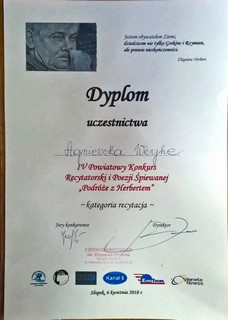 Jestem obywatelem Ziemi,
dziedzicem nie tylko Greków i Rzymian,
ale prawie nieskończoności.
Zbigniew Herbert
Dyplom
uczestnictwa
Agnieszka Weyhe
IV Powiatowy Konkurs
Recytatorski i Poezji Śpiewanej
„Podróże z Herbertem”
~ kategoria recytacja ~
Jury konkursowe
Dyrektor
Kanał 6
Słupsk, 6 kwietnia 2018 r.